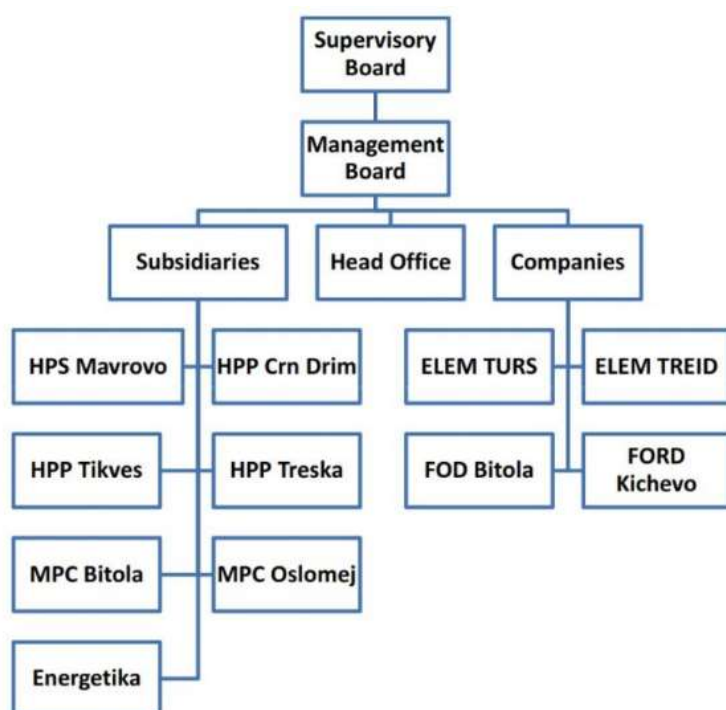 Supervisory
Board
Management
Board
Subsidiaries
Head Office
Companies
HPS Mavrovo
HPP Crn Drim
ELEM TURS
ELEM TREID
HPP Tikves
HPP Treska
FOD Bitola
FORD
Kichevo
MPC Bitola
MPC Oslomej
Energetika